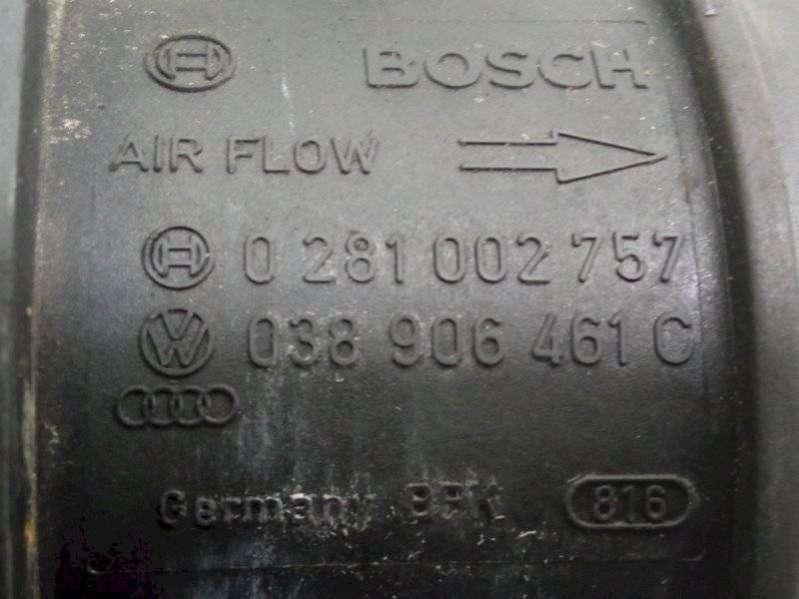 BOSCH
AIR FLOW
0 281 002 757
038 906 461 C
Germany 816